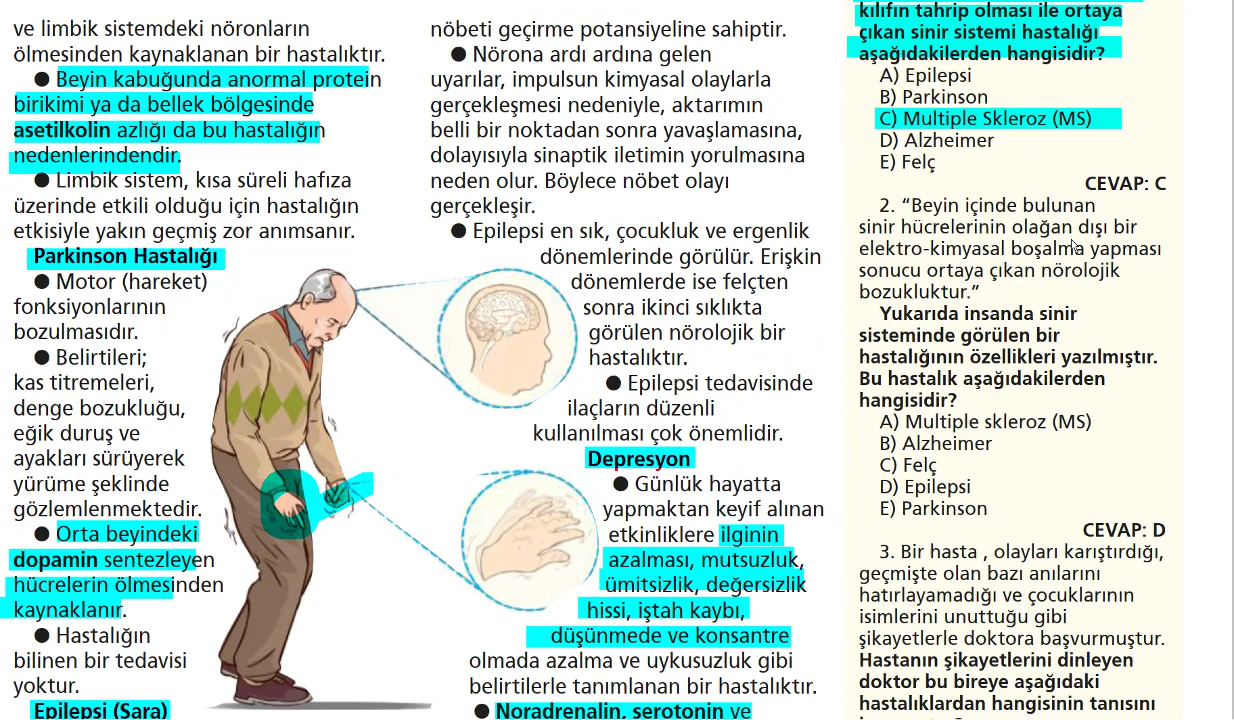 ve limbik sistemdeki nöronların
ölmesinden kaynaklanan bir hastalıktır.
● Beyin kabuğunda anormal protein
birikimi ya da bellek bölgesinde
asetilkolin azlığı da bu hastalığın
nedenlerindendir.
● Limbik sistem, kısa süreli hafıza
üzerinde etkili olduğu için hastalığın
etkisiyle yakın geçmiş zor anımsanır.
Parkinson Hastalığı
● Motor (hareket)
fonksiyonlarının
bozulmasıdır.
● Belirtileri;
kas titremeleri,
denge bozukluğu,
eğik duruş ve
ayakları sürüyerek
yürüme şeklinde
gözlemlenmektedir.
● Orta beyindeki
dopamin sentezleyen
hücrelerin ölmesinden
kaynaklanır.
● Hastalığın
bilinen bir tedavisi
yoktur.
Epilepsi (Sara)
nöbeti geçirme potansiyeline sahiptir.
● Nörona ardı ardına gelen
uyarılar, impulsun kimyasal olaylarla
gerçekleşmesi nedeniyle, aktarımın
belli bir noktadan sonra yavaşlamasına,
dolayısıyla sinaptik iletimin yorulmasına
neden olur. Böylece nöbet olayı
gerçekleşir.
● Epilepsi en sık, çocukluk ve ergenlik
dönemlerinde görülür. Erişkin
dönemlerde ise felçten
sonra ikinci sıklıkta
görülen nörolojik bir
hastalıktır.
● Epilepsi tedavisinde
ilaçların düzenli
kullanılması çok önemlidir.
Depresyon
● Günlük hayatta
yapmaktan keyif alınan
etkinliklere ilginin
azalması, mutsuzluk,
ümitsizlik, değersizlik
hissi, iştah kaybı,
düşünmede ve konsantre
olmada azalma ve uykusuzluk gibi
belirtilerle tanımlanan bir hastalıktır.
● Noradrenalin, serotonin ve
kılıfın tahrip olması ile ortaya
çıkan sinir sistemi hastalığı
aşağıdakilerden hangisidir?
A) Epilepsi
B) Parkinson
C) Multiple Skleroz (MS)
D) Alzheimer
E) Felç
CEVAP: C
2. “Beyin içinde bulunan
sinir hücrelerinin olağan dışı bir
elektro-kimyasal boşalma yapması
sonucu ortaya çıkan nörolojik
bozukluktur.”
Yukarıda insanda sinir
sisteminde görülen bir
hastalığının özellikleri yazılmıştır.
Bu hastalık aşağıdakilerden
hangisidir?
A) Multiple skleroz (MS)
B) Alzheimer
C) Felç
D) Epilepsi
E) Parkinson
CEVAP: D
3. Bir hasta , olayları karıştırdığı,
geçmişte olan bazı anılarını
hatırlayamadığı ve çocuklarının
isimlerini unuttuğu gibi
şikayetlerle doktora başvurmuştur.
Hastanın şikayetlerini dinleyen
doktor bu bireye aşağıdaki
hastalıklardan hangisinin tanısını